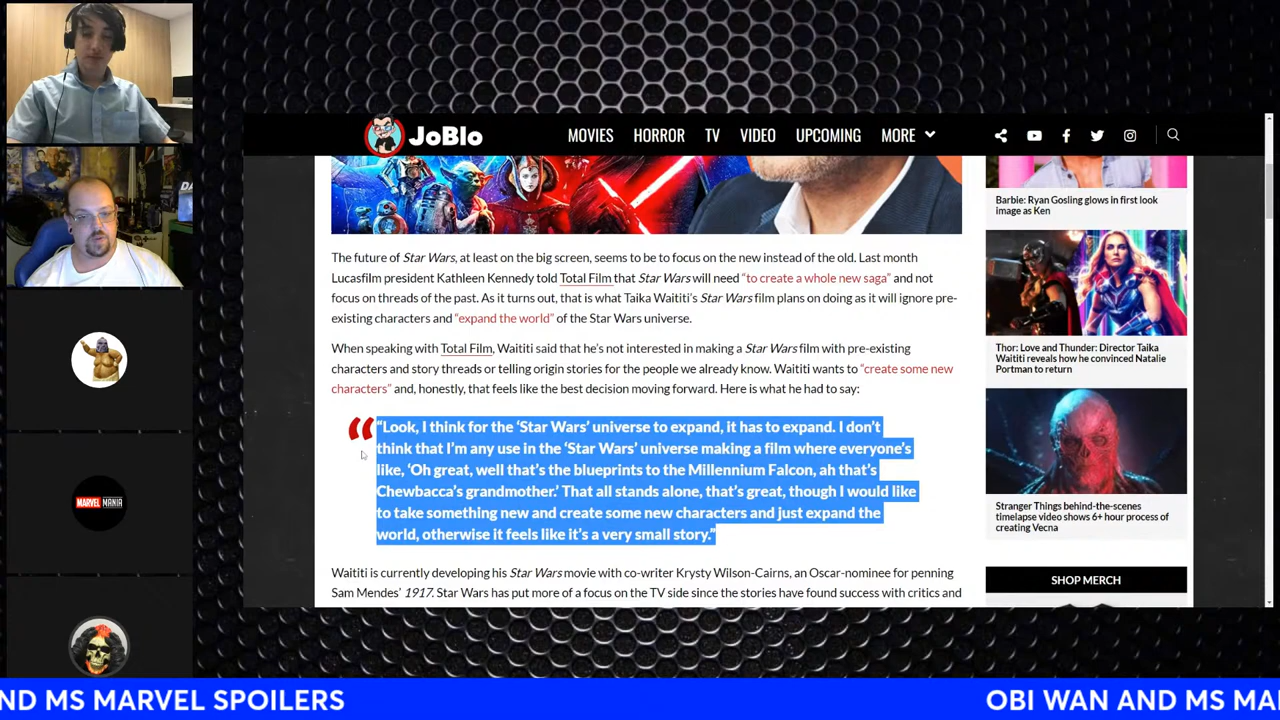 JoBlo
MOVIES HORROR TV VIDEO UPCOMING MORE
The future of Star Wars, at least on the big screen, seems to be to focus on the new instead of the old. Last month
Lucasfilm president Kathleen Kennedy told Total Film that Star Wars will need “to create a whole new saga” and not
focus on threads of the past. As it turns out, that is what Taika Waititi’s Star Wars film plans on doing as it will ignore pre-
existing characters and “expand the world” of the Star Wars universe.
When speaking with Total Film, Waititi said that he’s not interested in making a Star Wars film with pre-existing
characters and story threads or telling origin stories for the people we already know. Waititi wants to “create some new
characters” and, honestly, that feels like the best decision moving forward. Here is what he had to say:
“Look, I think for the ‘Star Wars’ universe to expand, it has to expand. I don’t
think that I’m any use in the ‘Star Wars’ universe making a film where everyone’s
like, ‘Oh great, well that’s the blueprints to the Millennium Falcon, ah that’s
Chewbacca’s grandmother.’ That all stands alone, that’s great, though I would like
to take something new and create some new characters and just expand the
world, otherwise it feels like it’s a very small story.”
Waititi is currently developing his Star Wars movie with co-writer Krysty Wilson-Cairns, an Oscar-nominee for penning
Sam Mendes’ 1917. Star Wars has put more of a focus on the TV side since the stories have found success with critics and
Barbie: Ryan Gosling glows in first look
image as Ken
Thor: Love and Thunder: Director Taika
Waititi reveals how he convinced Natalie
Portman to return
Stranger Things behind-the-scenes
timelapse video shows 6+ hour process of
creating Vecna
SHOP MERCH
MARVEL MANIA
ND MS MARVEL SPOILERS
OBI WAN AND MS MA